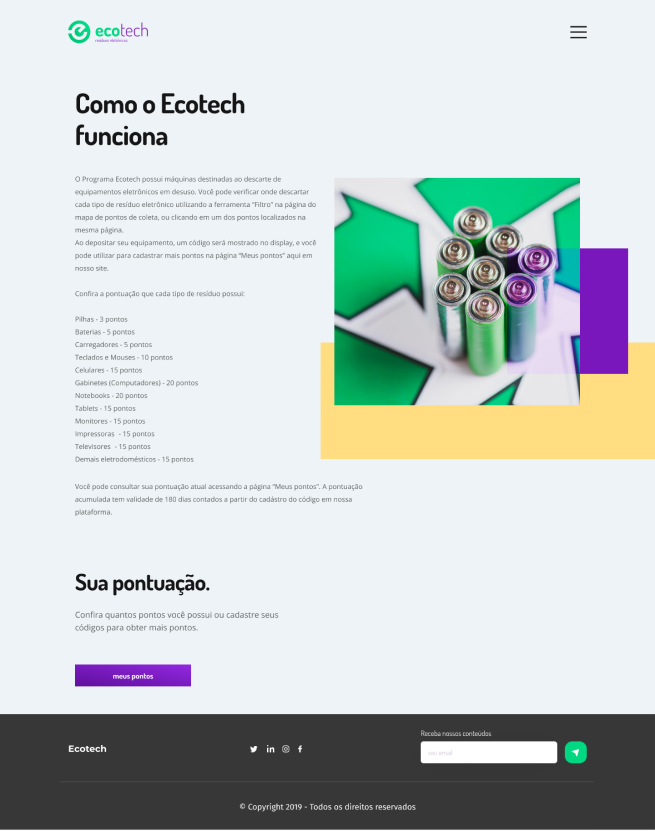 ecotech
resíduos eletrônicos
Como o Ecotech
funciona
O Programa Ecotech possui máquinas destinadas ao descarte de
equipamentos eletrônicos em desuso. Você pode verificar onde descartar
cada tipo de resíduo eletrônico utilizando a ferramenta "Filtro" na página do
mapa de pontos de coleta, ou clicando em um dos pontos localizados na
mesma página.
Ao depositar seu equipamento, um código será mostrado no display, e você
pode utilizar para cadastrar mais pontos na página "Meus pontos" aqui em
nosso site.
Confira a pontuação que cada tipo de resíduo possui:
Pilhas - 3 pontos
Baterias - 5 pontos
Carregadores - 5 pontos
Teclados e Mouses - 10 pontos
Celulares - 15 pontos
Gabinetes (Computadores) - 20 pontos
Notebooks - 20 pontos
Tablets - 15 pontos
Monitores - 15 pontos
Impressoras - 15 pontos
Televisores - 15 pontos
Demais eletrodomésticos - 15 pontos
Você pode consultar sua pontuação atual acessando a página "Meus pontos". A pontuação
acumulada tem validade de 180 dias contados a partir do cadástro do código em nossa
plataforma.
Sua pontuação.
Confira quantos pontos você possui ou cadastre seus
códigos para obter mais pontos.
meus pontos
Receba nossos conteúdos
Ecotech
seu email
© Copyright 2019 - Todos os direitos reservados